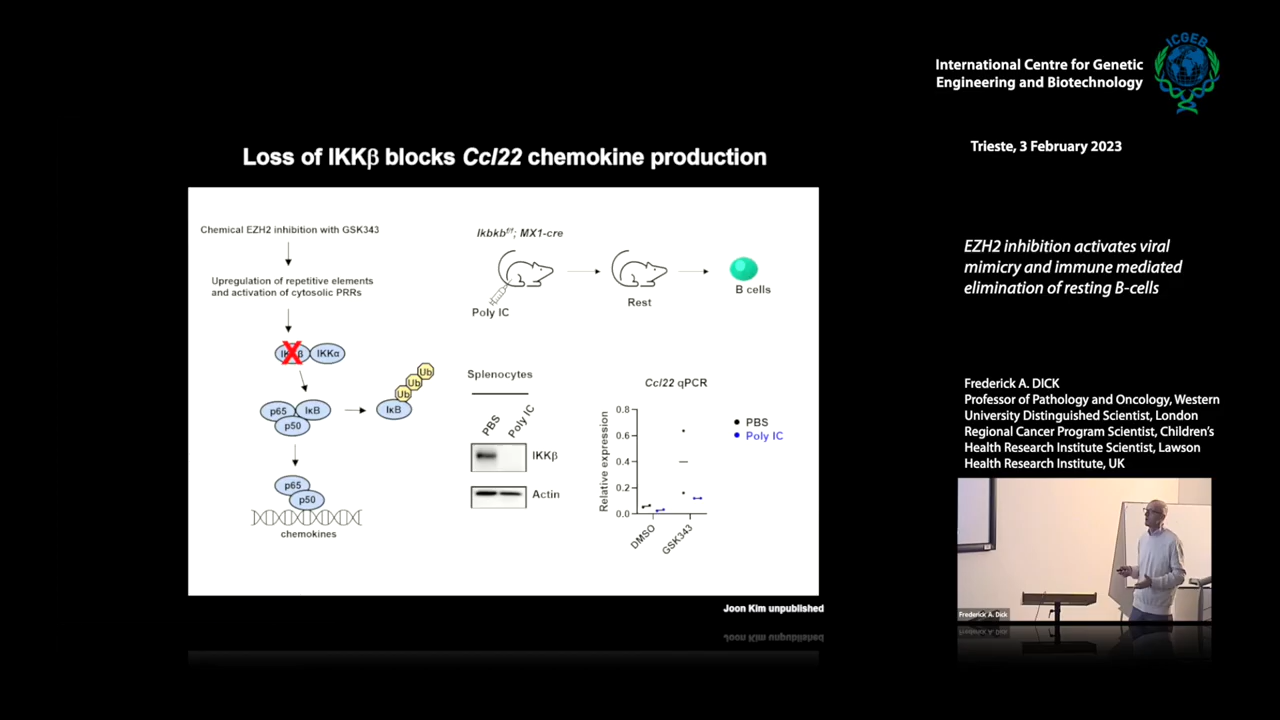 ICGEB
International Centre for Genetic
Engineering and Biotechnology
Trieste, 3 February 2023
Loss of IKKβ blocks Ccl22 chemokine production
Chemical EZH2 inhibition with GSK343
Upregulation of repetitive elements
and activation of cytosolic PRRs
IKKα
p65
IκB
p50
IκB
Ub
Ub
Ub
p65
p50
chemokines
Ikbkbf/f; MX1-cre
Poly IC
Rest
B cells
Splenocytes
PBS
Poly IC
IKKβ
Actin
Ccl22 qPCR
Relative expression
0.8
0.6
0.4
0.2
0.0
DMSO
GSK343
PBS
Poly IC
Joon Kim unpublished
EZH2 inhibition activates viral
mimicry and immune mediated
elimination of resting B-cells
Frederick A. DICK
Professor of Pathology and Oncology, Western
University Distinguished Scientist, London
Regional Cancer Program Scientist, Children's
Health Research Institute Scientist, Lawson
Health Research Institute, UK
Frederick A. Dick